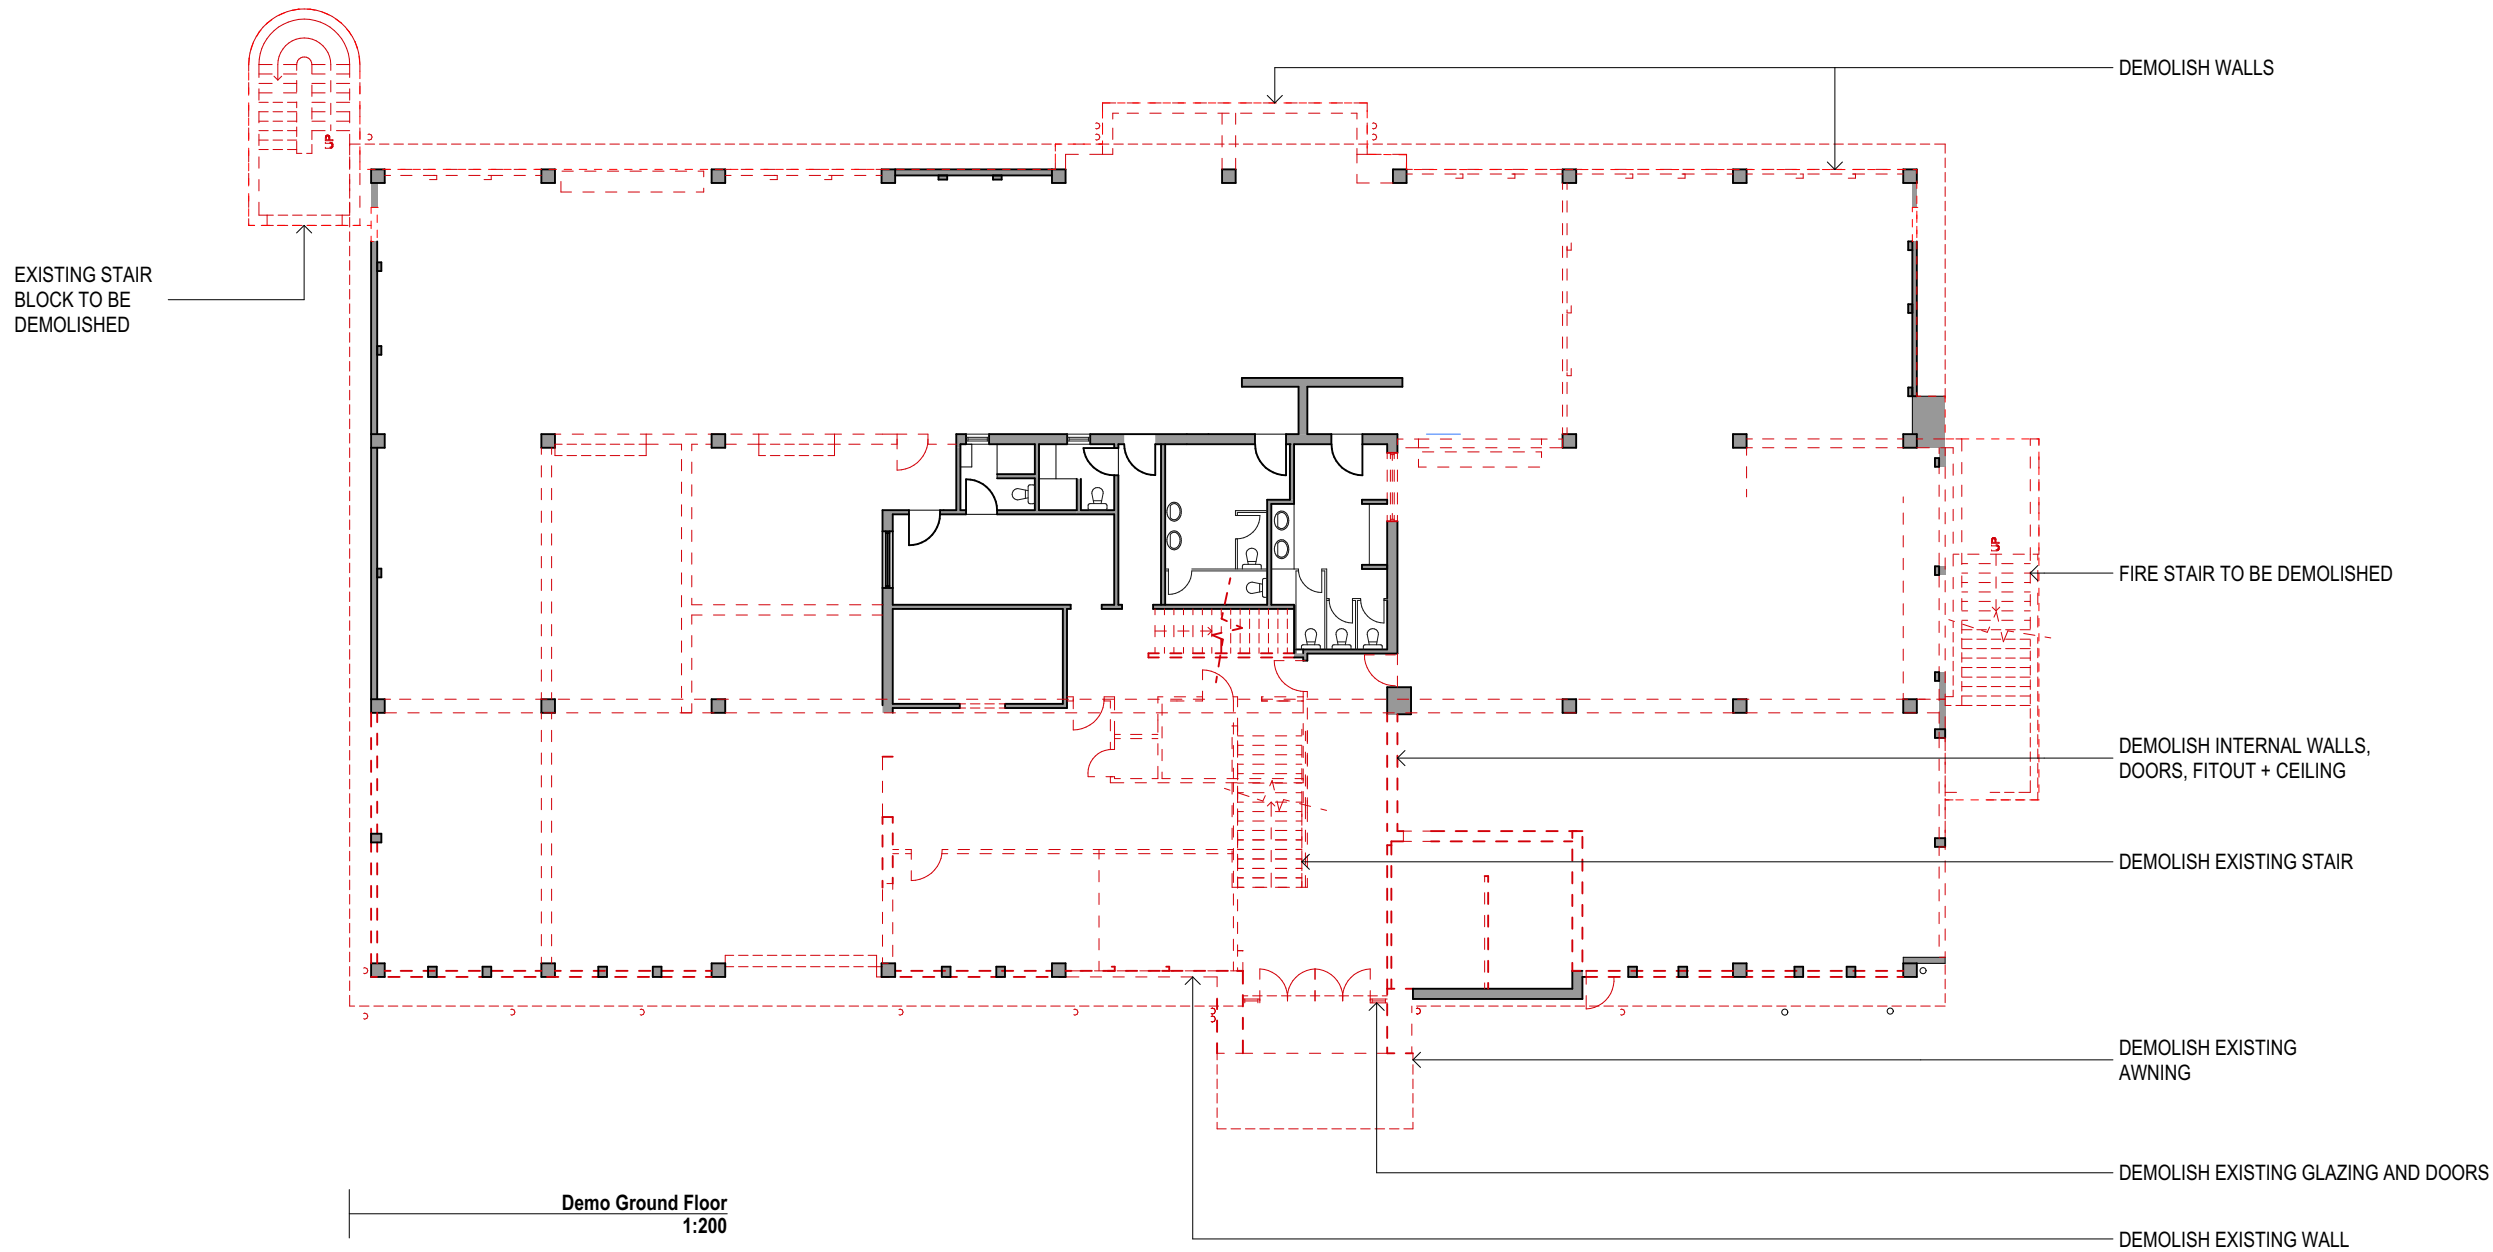 DEMOLISH WALLS
UP
EXISTING STAIR
BLOCK TO BE
DEMOLISHED
UP
FIRE STAIR TO BE DEMOLISHED
DEMOLISH INTERNAL WALLS,
DOORS, FITOUT + CEILING
DEMOLISH EXISTING STAIR
DEMOLISH EXISTING
AWNING
DEMOLISH EXISTING GLAZING AND DOORS
Demo Ground Floor
1:200
DEMOLISH EXISTING WALL